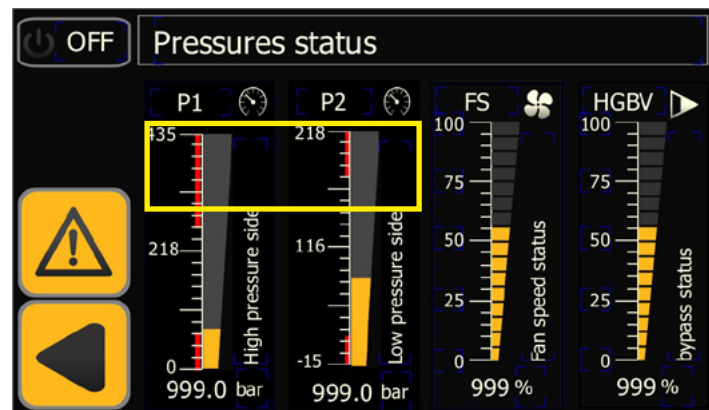 OFF
Pressures status
P1
P2
FS
HGBV
435
218
0
High pressure side
999.0 bar
218
116
-15
Low pressure side
999.0 bar
100
75
50
25
0
Fan speed status
999 %
100
75
50
25
0
bypass status
999 %